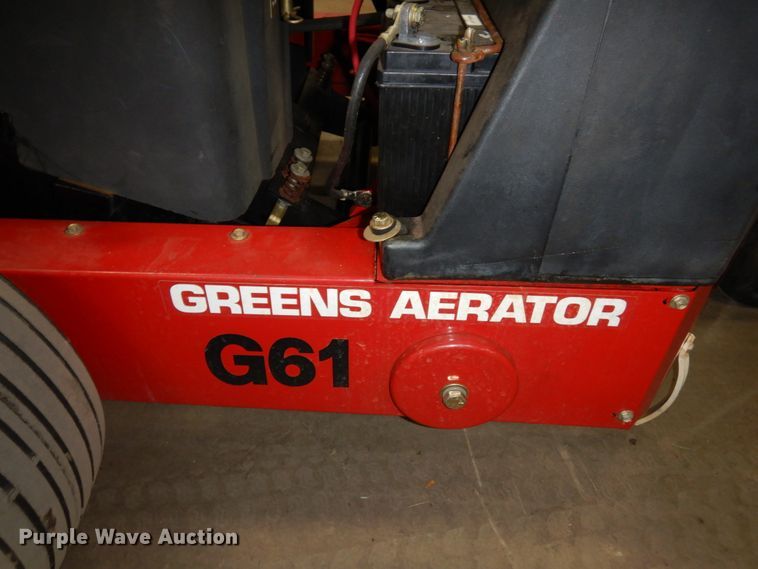 GREENS AERATOR
G61
Purple Wave Auction